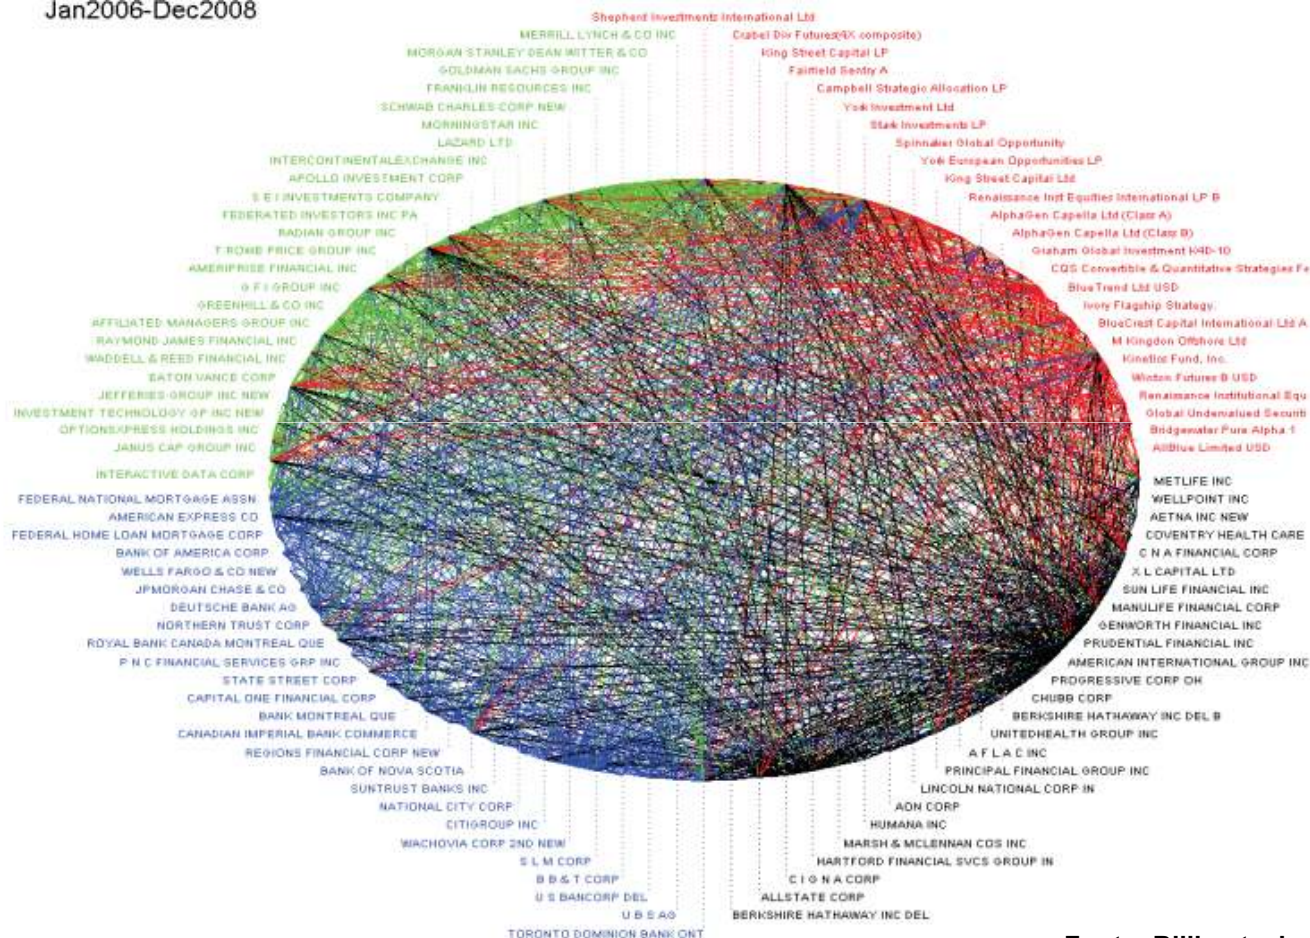 Jan2006-Dec2008
Shepherd Investments International Ltd
MERRILL LYNCH & CO INC
Crabel Div Futures(4X composite)
MORGAN STANLEY DEAN WITTER & CO
King Street Capital LP
GOLDMAN SACHS GROUP INC
Fairfield Sentry A
FRANKLIN RESOURCES INC
Campbell Strategic Allocation LP
SCHWAB CHARLES CORP NEW
York Investment Ltd
MORNINGSTAR INC
Stark Investments LP
LAZARD LTD
Spinnaker Global Opportunity
INTERCONTINENTALEXCHANGE INC
York European Opportunities LP
APOLLO INVESTMENT CORP
King Street Capital Ltd
S E I INVESTMENTS COMPANY
Renaissance Inst Equities International LP B
FEDERATED INVESTORS INC PA
AlphaGen Capella Ltd (Class A)
RADIAN GROUP INC
AlphaGen Capella Ltd (Class B)
T ROWE PRICE GROUP INC
Graham Global Investment K4D-10
AMERIPRISE FINANCIAL INC
CQS Convertible & Quantitative Strategies Fe
G F I GROUP INC
BlueTrend Ltd USD
GREENHILL & CO INC
Ivory Flagship Strategy
AFFILIATED MANAGERS GROUP INC
BlueCrest Capital International Ltd A
RAYMOND JAMES FINANCIAL INC
M Kingdon Offshore Ltd
WADDELL & REED FINANCIAL INC
Kinetics Fund, Inc.
EATON VANCE CORP
Winton Futures B USD
JEFFERIES GROUP INC NEW
Renaissance Institutional Equ
INVESTMENT TECHNOLOGY GP INC NEW
Global Undervalued Securiti
OPTIONSXPRESS HOLDINGS INC
Bridgewater Pure Alpha 1
JANUS CAP GROUP INC
AllBlue Limited USD
INTERACTIVE DATA CORP
METLIFE INC
FEDERAL NATIONAL MORTGAGE ASSN
WELLPOINT INC
AMERICAN EXPRESS CO
AETNA INC NEW
FEDERAL HOME LOAN MORTGAGE CORP
COVENTRY HEALTH CARE
BANK OF AMERICA CORP
C N A FINANCIAL CORP
WELLS FARGO & CO NEW
X L CAPITAL LTD
JPMORGAN CHASE & CO
SUN LIFE FINANCIAL INC
DEUTSCHE BANK AG
MANULIFE FINANCIAL CORP
NORTHERN TRUST CORP
GENWORTH FINANCIAL INC
ROYAL BANK CANADA MONTREAL QUE
PRUDENTIAL FINANCIAL INC
P N C FINANCIAL SERVICES GRP INC
AMERICAN INTERNATIONAL GROUP INC
STATE STREET CORP
PROGRESSIVE CORP OH
CAPITAL ONE FINANCIAL CORP
CHUBB CORP
BANK MONTREAL QUE
BERKSHIRE HATHAWAY INC DEL B
CANADIAN IMPERIAL BANK COMMERCE
UNITEDHEALTH GROUP INC
REGIONS FINANCIAL CORP NEW
A F L A C INC
BANK OF NOVA SCOTIA
PRINCIPAL FINANCIAL GROUP INC
SUNTRUST BANKS INC
LINCOLN NATIONAL CORP IN
NATIONAL CITY CORP
AON CORP
CITIGROUP INC
HUMANA INC
WACHOVIA CORP 2ND NEW
MARSH & MCLENNAN COS INC
S L M CORP
HARTFORD FINANCIAL SVCS GROUP IN
B B & T CORP
C I G N A CORP
U S BANCORP DEL
ALLSTATE CORP
U B S AG
BERKSHIRE HATHAWAY INC DEL
TORONTO DOMINION BANK ONT